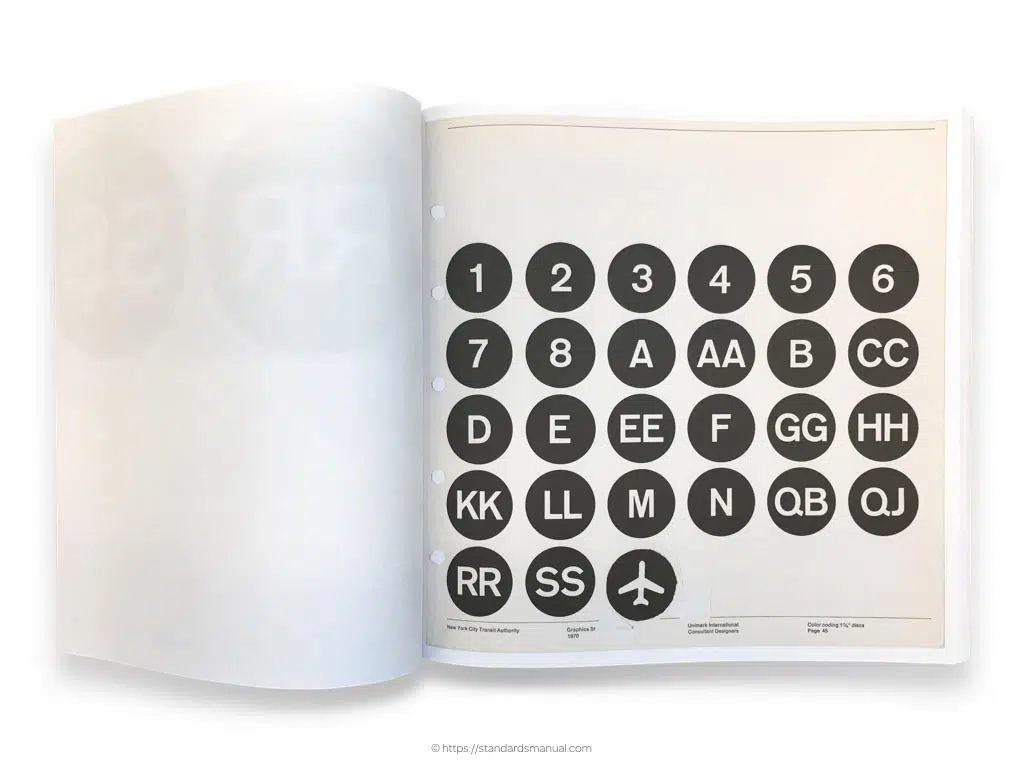 1 2 3 4 5 6
7 8 A AA B CC
D E EE F GG HH
KK LL M N QB QJ
RR SS
New York City Transit Authority
Graphics St
1970
Unimark International
Consultant Designers
Color coding 1¾" discs
Page 45
© https://standardsmanual.com